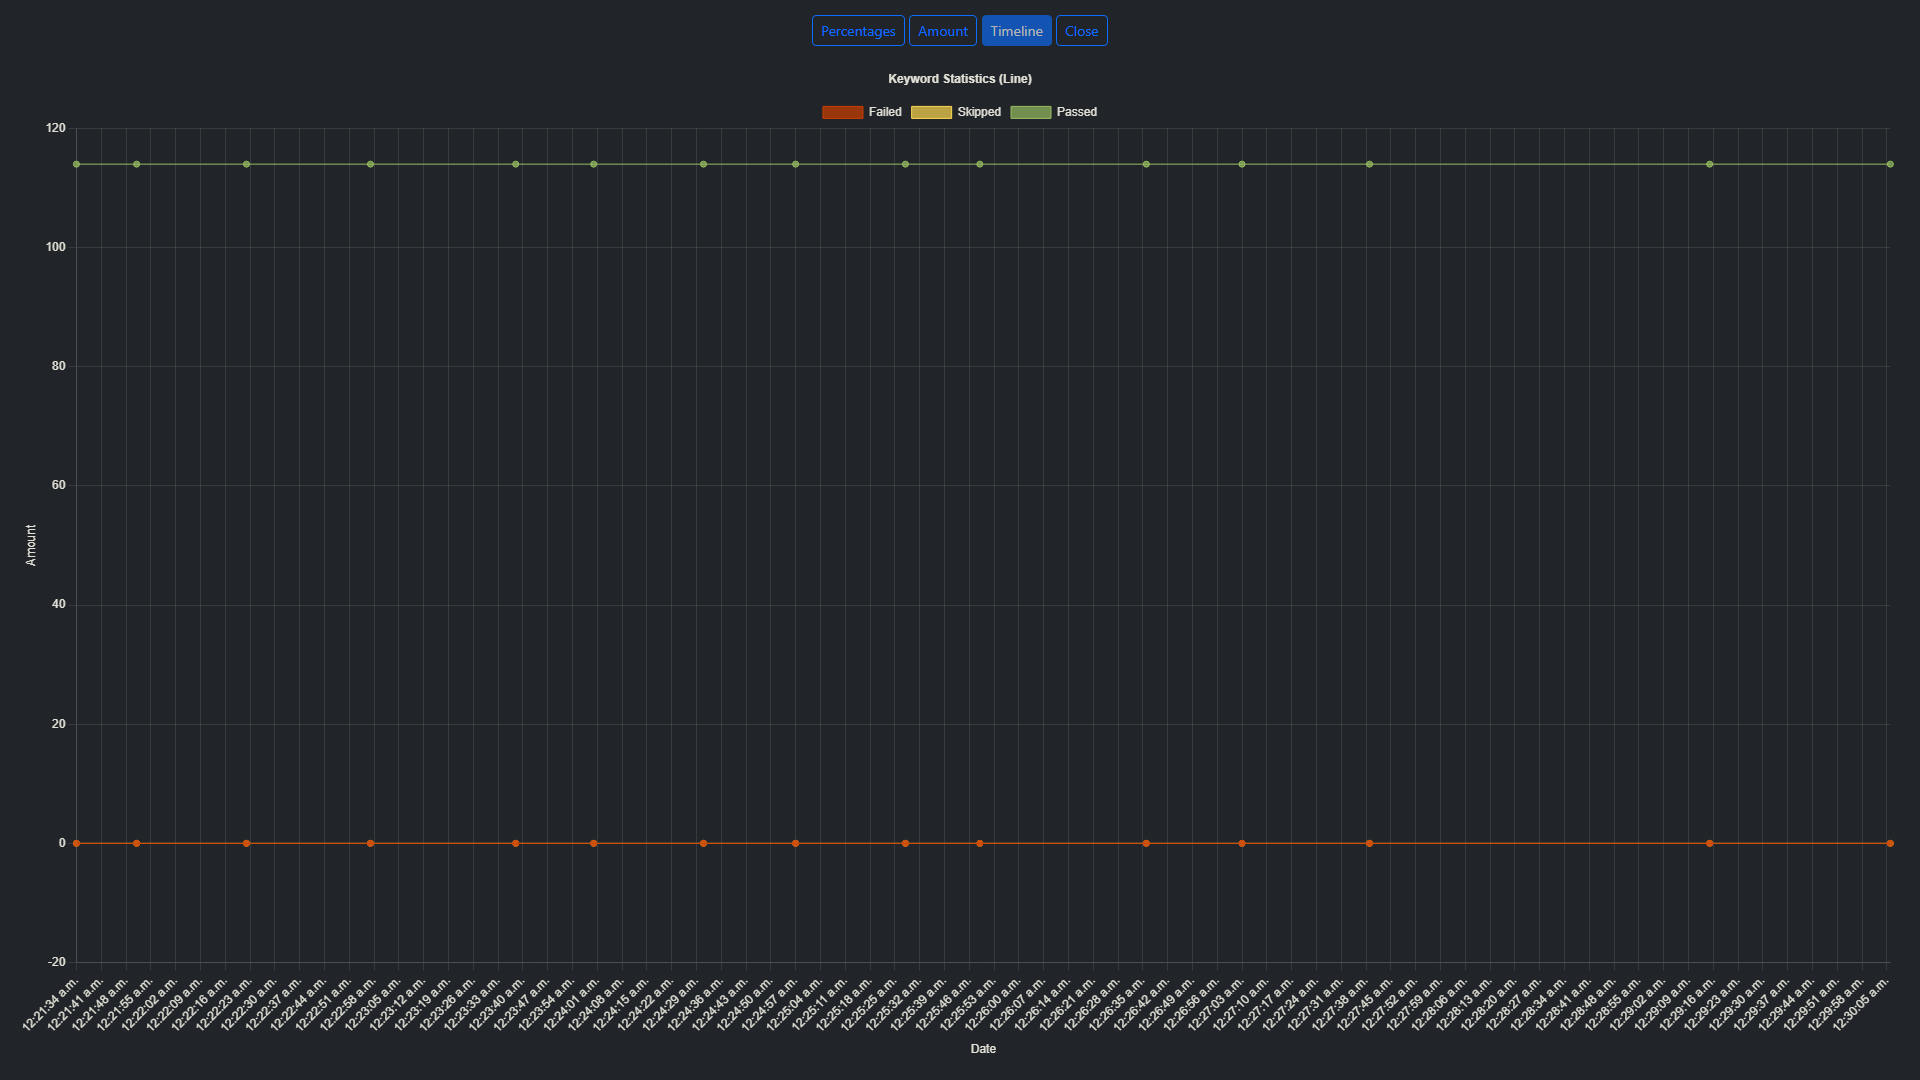 Percentages Amount Timeline Close
Keyword Statistics (Line)
Failed Skipped Passed
120
100
80
60
40
20
0
-20
Amount
12:21:34 a.m. 12:21:41 a.m. 12:21:48 a.m. 12:21:55 a.m. 12:22:02 a.m. 12:22:09 a.m. 12:22:16 a.m. 12:22:23 a.m. 12:22:30 a.m. 12:22:37 a.m. 12:22:44 a.m. 12:22:51 a.m. 12:22:58 a.m. 12:23:05 a.m. 12:23:12 a.m. 12:23:19 a.m. 12:23:26 a.m. 12:23:33 a.m. 12:23:40 a.m. 12:23:47 a.m. 12:23:54 a.m. 12:24:01 a.m. 12:24:08 a.m. 12:24:15 a.m. 12:24:22 a.m. 12:24:29 a.m. 12:24:36 a.m. 12:24:43 a.m. 12:24:50 a.m. 12:24:57 a.m. 12:25:04 a.m. 12:25:11 a.m. 12:25:18 a.m. 12:25:25 a.m. 12:25:32 a.m. 12:25:39 a.m. 12:25:46 a.m. 12:25:53 a.m. 12:26:00 a.m. 12:26:07 a.m. 12:26:14 a.m. 12:26:21 a.m. 12:26:28 a.m. 12:26:35 a.m. 12:26:42 a.m. 12:26:49 a.m. 12:26:56 a.m. 12:27:03 a.m. 12:27:10 a.m. 12:27:17 a.m. 12:27:24 a.m. 12:27:31 a.m. 12:27:38 a.m. 12:27:45 a.m. 12:27:52 a.m. 12:27:59 a.m. 12:28:06 a.m. 12:28:13 a.m. 12:28:20 a.m. 12:28:27 a.m. 12:28:34 a.m. 12:28:41 a.m. 12:28:48 a.m. 12:28:55 a.m. 12:29:02 a.m. 12:29:09 a.m. 12:29:16 a.m. 12:29:23 a.m. 12:29:30 a.m. 12:29:37 a.m. 12:29:44 a.m. 12:29:51 a.m. 12:29:58 a.m. 12:30:05 a.m.
Date